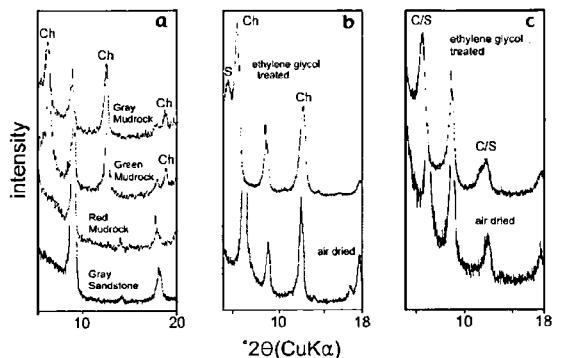 a
Ch
Ch
Ch
Gray
Mudrock
Green
Mudrock
Ch
Red
Mudrock
Gray
Sandstone
10
20
b
Ch
S
ethylene glycol
treated
Ch
air dried
10
18
c
C/S
ethylene glycol
treated
C/S
air dried
10
18
intensity
°2θ(CuKα)